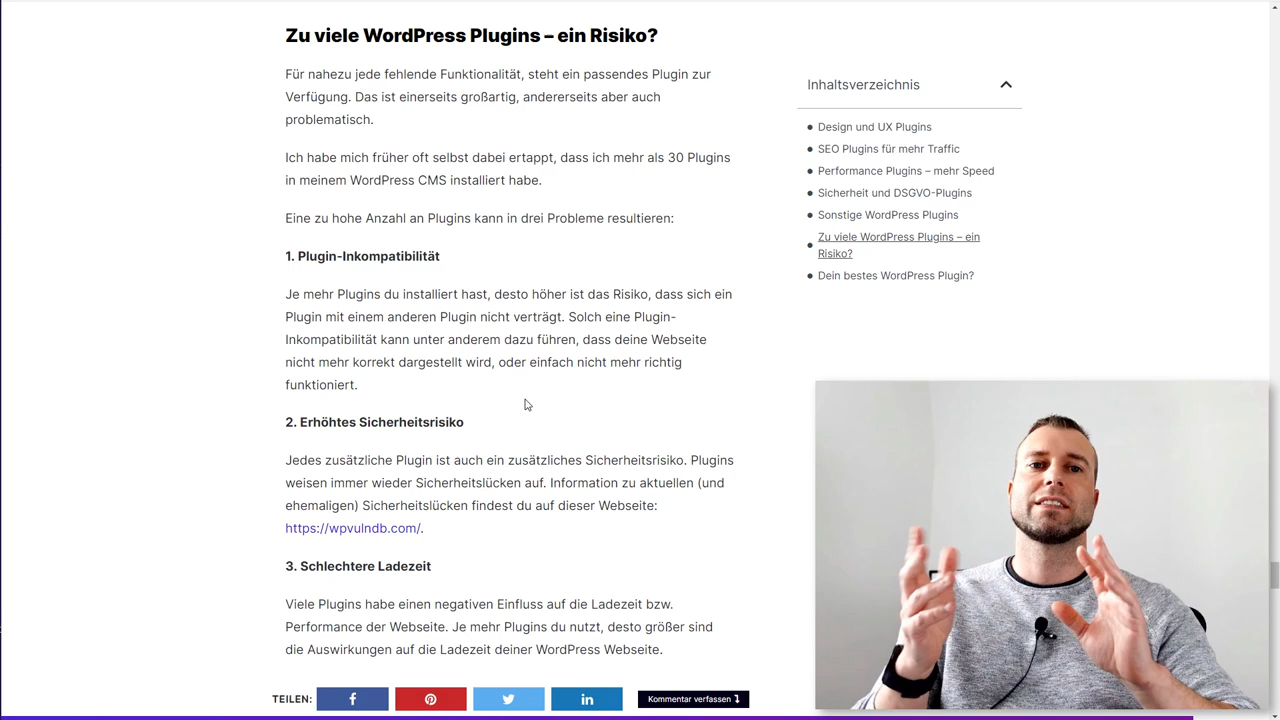 Zu viele WordPress Plugins – ein Risiko?
Für nahezu jede fehlende Funktionalität, steht ein passendes Plugin zur
Verfügung. Das ist einerseits großartig, andererseits aber auch
problematisch.
Ich habe mich früher oft selbst dabei ertappt, dass ich mehr als 30 Plugins
in meinem WordPress CMS installiert habe.
Eine zu hohe Anzahl an Plugins kann in drei Probleme resultieren:
1. Plugin-Inkompatibilität
Je mehr Plugins du installiert hast, desto höher ist das Risiko, dass sich ein
Plugin mit einem anderen Plugin nicht verträgt. Solch eine Plugin-
Inkompatibilität kann unter anderem dazu führen, dass deine Webseite
nicht mehr korrekt dargestellt wird, oder einfach nicht mehr richtig
funktioniert.
2. Erhöhtes Sicherheitsrisiko
Jedes zusätzliche Plugin ist auch ein zusätzliches Sicherheitsrisiko. Plugins
weisen immer wieder Sicherheitslücken auf. Information zu aktuellen (und
ehemaligen) Sicherheitslücken findest du auf dieser Webseite:
https://wpvulndb.com/.
3. Schlechtere Ladezeit
Viele Plugins habe einen negativen Einfluss auf die Ladezeit bzw.
Performance der Webseite. Je mehr Plugins du nutzt, desto größer sind
die Auswirkungen auf die Ladezeit deiner WordPress Webseite.
TEILEN:
Kommentar verfassen
Inhaltsverzeichnis
Design und UX Plugins
SEO Plugins für mehr Traffic
Performance Plugins – mehr Speed
Sicherheit und DSGVO-Plugins
Sonstige WordPress Plugins
Zu viele WordPress Plugins – ein
Risiko?
Dein bestes WordPress Plugin?